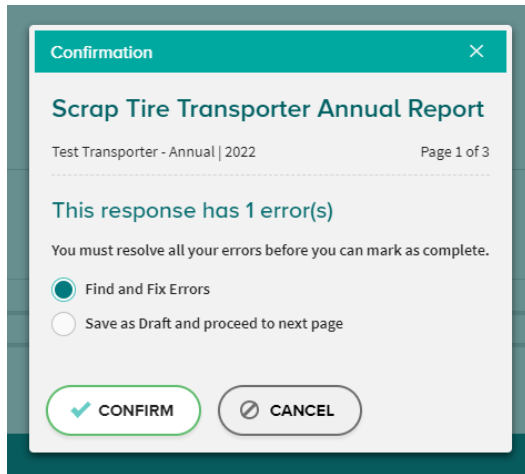 Confirmation
Scrap Tire Transporter Annual Report
Test Transporter - Annual | 2022 Page 1 of 3
This response has 1 error(s)
You must resolve all your errors before you can mark as complete.
Find and Fix Errors
Save as Draft and proceed to next page
CONFIRM CANCEL